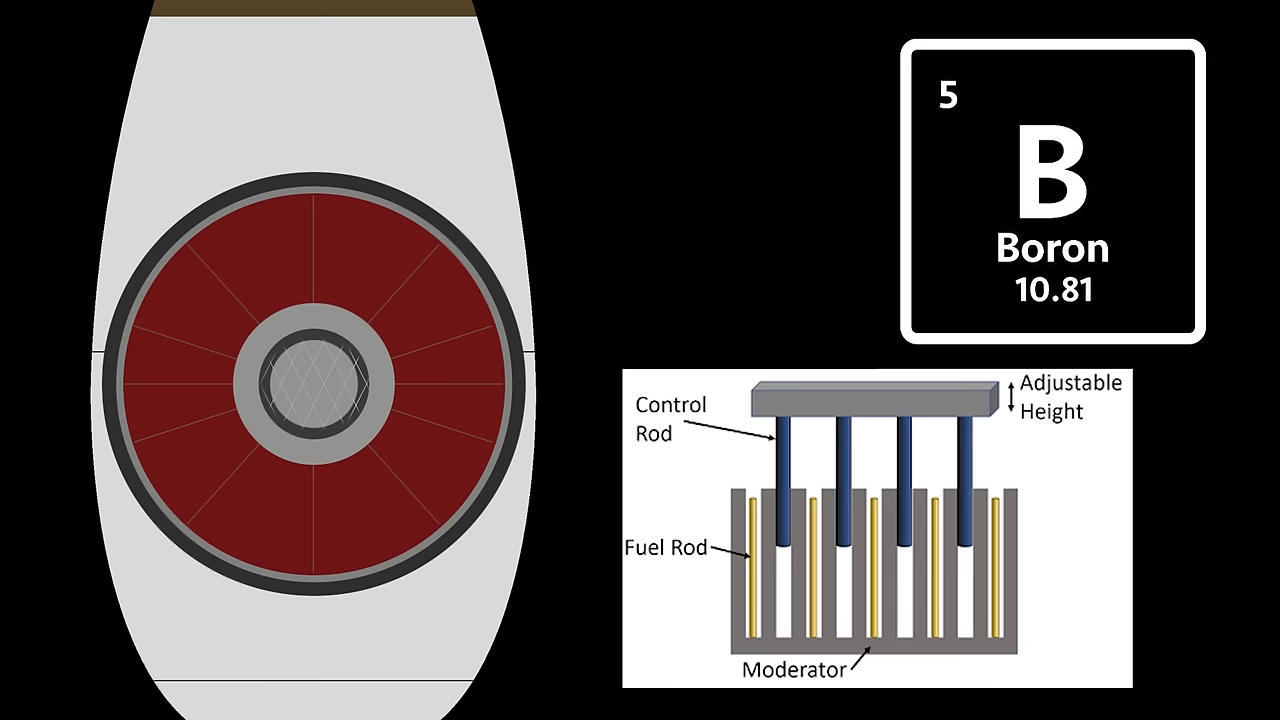 5
B
Boron
10.81
Adjustable
Height
Control
Rod
Fuel Rod
Moderator